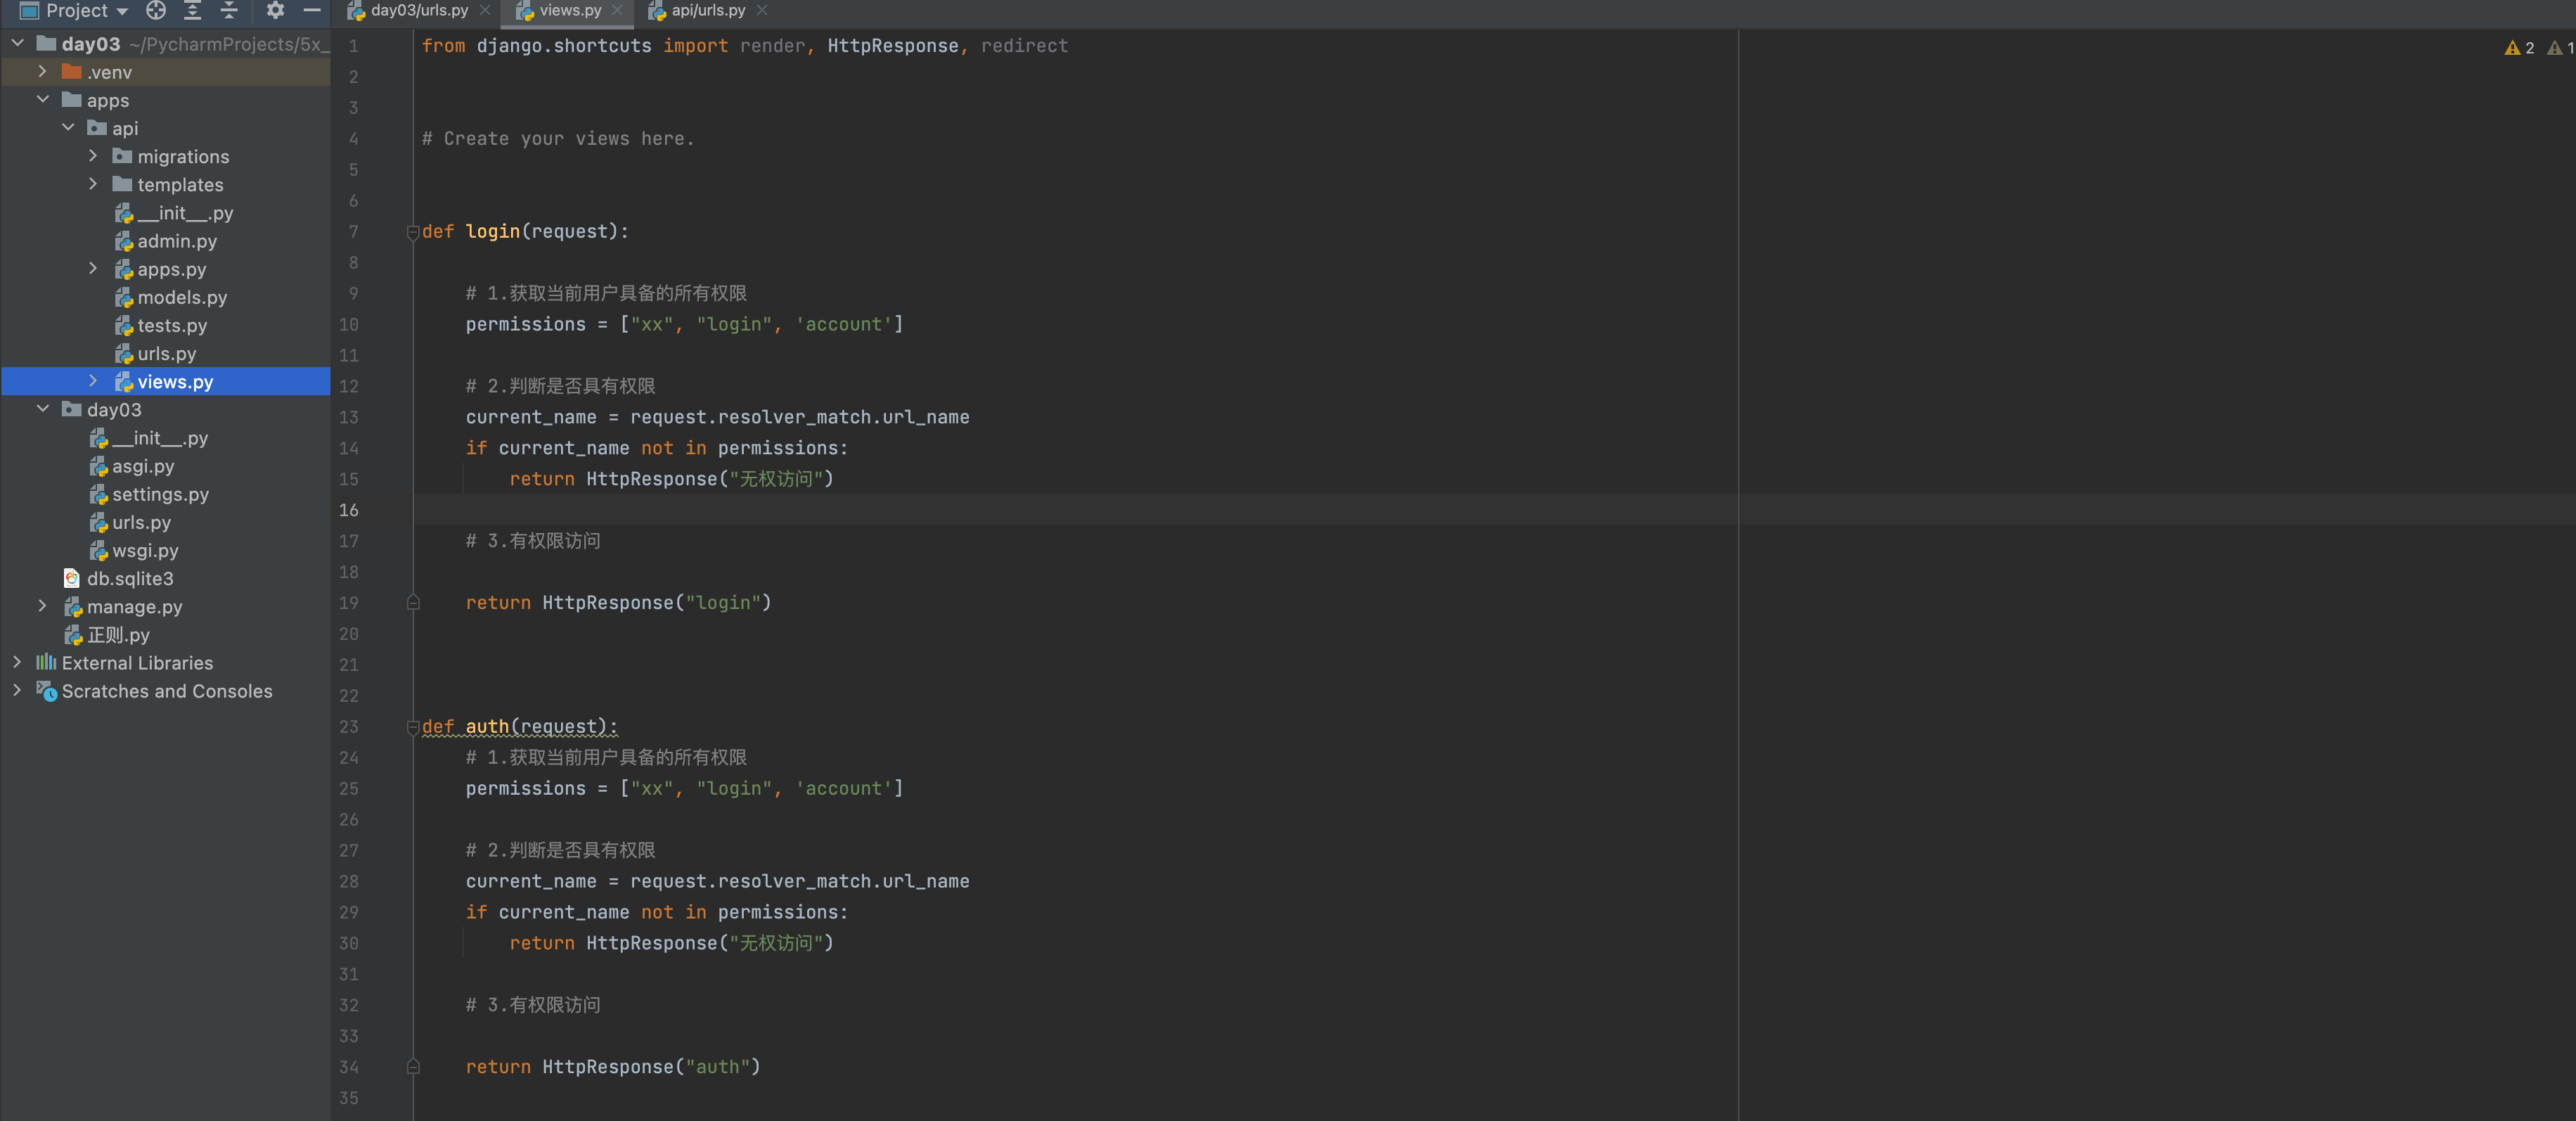 Project
day03/urls.py
views.py
api/urls.py
day03 ~/PycharmProjects/5x_
.venv
apps
api
migrations
templates
__init__.py
admin.py
apps.py
models.py
tests.py
urls.py
views.py
day03
__init__.py
asgi.py
settings.py
urls.py
wsgi.py
db.sqlite3
manage.py
正则.py
External Libraries
Scratches and Consoles
2 1
1 from django.shortcuts import render, HttpResponse, redirect
2
3
4 # Create your views here.
5
6
7 def login(request):
8
9     # 1.获取当前用户具备的所有权限
10     permissions = ["xx", "login", 'account']
11
12     # 2.判断是否具有权限
13     current_name = request.resolver_match.url_name
14     if current_name not in permissions:
15         return HttpResponse("无权访问")
16
17     # 3.有权限访问
18
19     return HttpResponse("login")
20
21
22
23 def auth(request):
24     # 1.获取当前用户具备的所有权限
25     permissions = ["xx", "login", 'account']
26
27     # 2.判断是否具有权限
28     current_name = request.resolver_match.url_name
29     if current_name not in permissions:
30         return HttpResponse("无权访问")
31
32     # 3.有权限访问
33
34     return HttpResponse("auth")
35